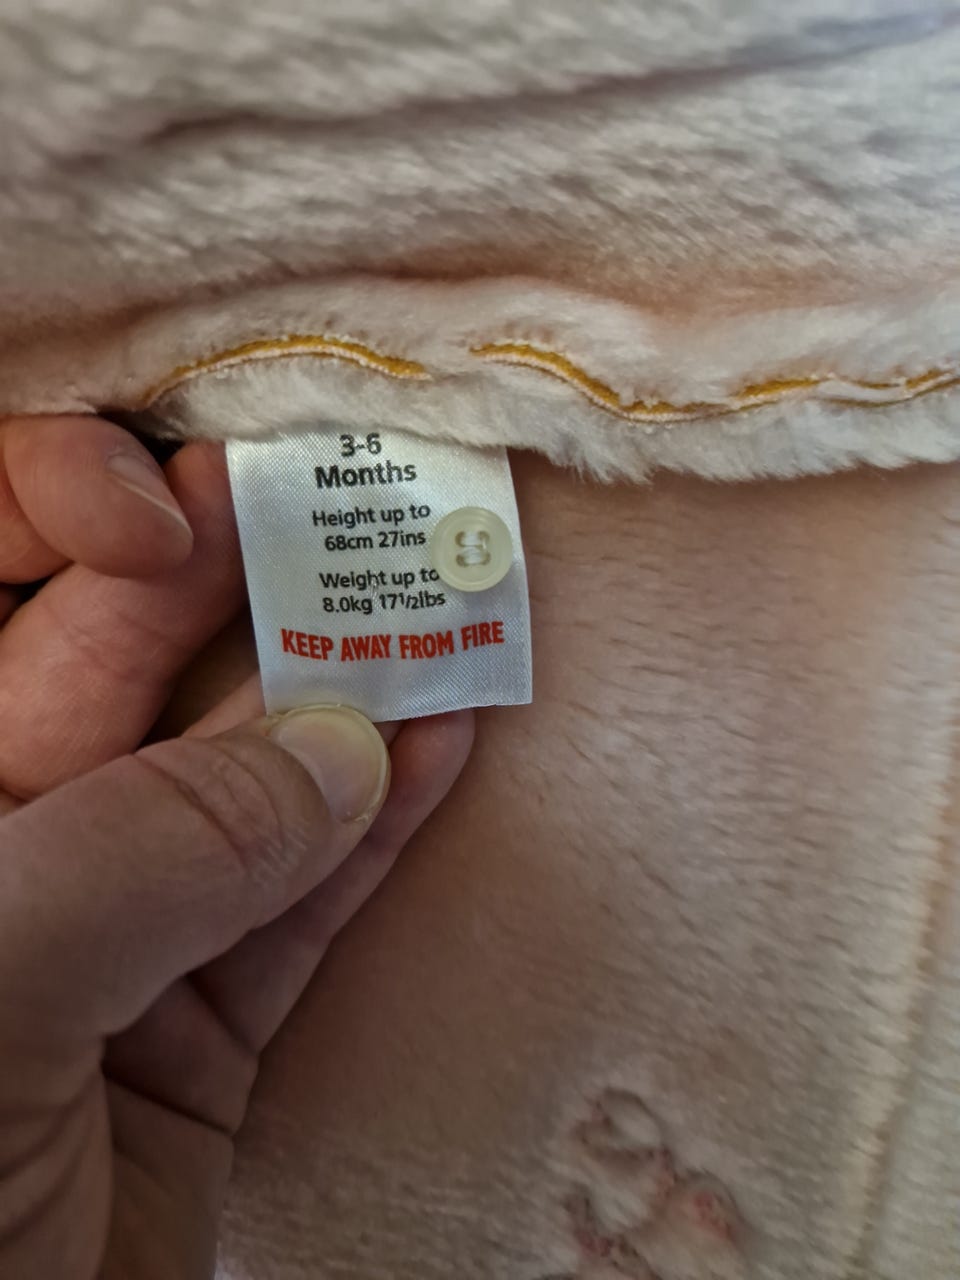 3-6
Months
Height up to
68cm 27ins
Weight up to
8.0kg 17½lbs
KEEP AWAY FROM FIRE